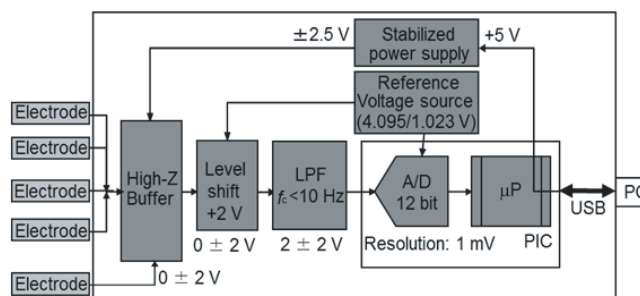 ±2.5 V
Stabilized
power supply
+5 V
Reference
Voltage source
(4.095/1.023 V)
Electrode
Electrode
Electrode
Electrode
Electrode
High-Z
Buffer
Level
shift
+2 V
LPF
fc<10 Hz
A/D
12 bit
μP
USB
PC
0 ± 2 V
0 ± 2 V
2 ± 2 V
Resolution: 1 mV
PIC